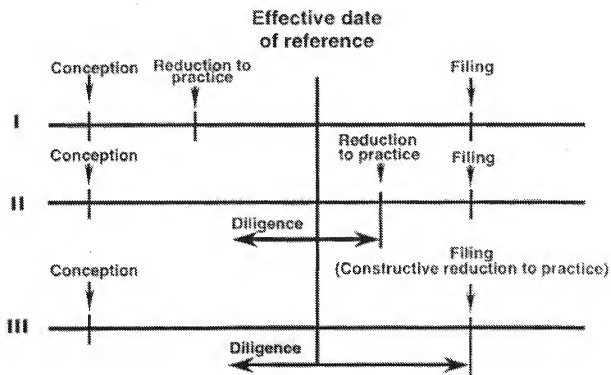 Effective date
of reference
Conception
Reduction to
practice
Filing
I
Conception
Reduction
to practice
Filing
II
Diligence
Conception
Filing
(Constructive reduction to practice)
III
Diligence